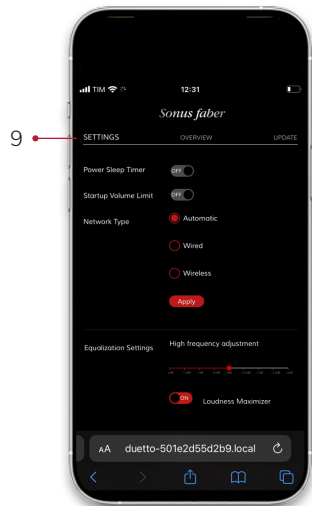 TIM 12:31
Sonus faber
9
SETTINGS OVERVIEW UPDATE
Power Sleep Timer OFF
Startup Volume Limit OFF
Network Type Automatic
Wired
Wireless
Apply
Equalization Settings High frequency adjustment
ON Loudness Maximizer
AA duetto-501e2d55d2b9.local